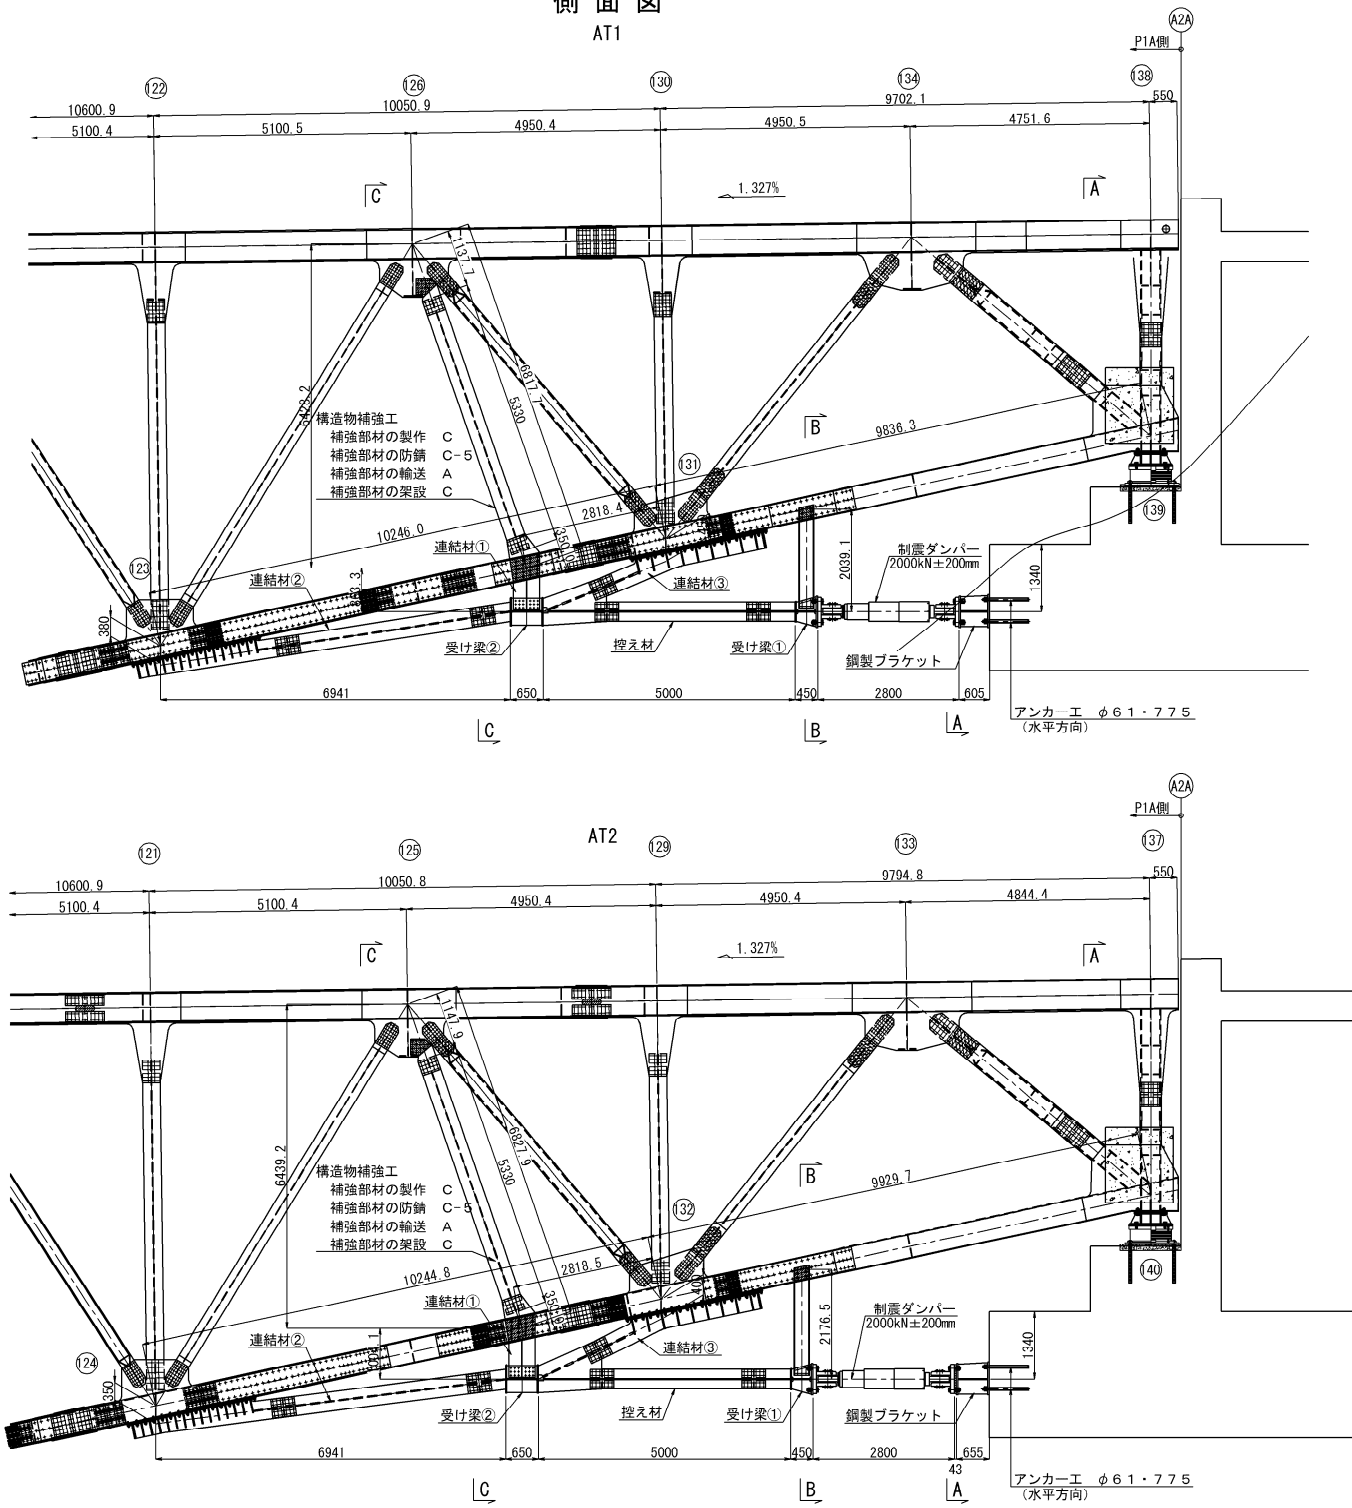 側面図
AT1
A2A
P1A側
122
126
130
134
138
10600.9
10050.9
9702.1
550
5100.4
5100.5
4950.4
4950.5
4751.6
C
1.327%
A
1137.7
6817.7
5330
構造物補強工
補強部材の製作 C
補強部材の防錆 C-5
補強部材の輸送 A
補強部材の架設 C
B
9836.3
131
2818.4
10246.0
350.0
139
連結材①
制震ダンパー
2000kN±200mm
2039.1
1340
123
連結材②
連結材③
380
受け梁②
控え材
受け梁①
鋼製ブラケット
6941
650
5000
450
2800
605
アンカー工 φ61・775
(水平方向)
C
B
A
A2A
P1A側
AT2
121
125
129
133
137
10600.9
10050.8
9794.8
550
5100.4
5100.4
4950.4
4950.4
4844.4
C
1.327%
A
1147.9
6439.2
6827.9
5330
構造物補強工
補強部材の製作 C
補強部材の防錆 C-5
補強部材の輸送 A
補強部材の架設 C
B
9929.7
132
2818.5
10244.8
400
140
連結材①
制震ダンパー
2000kN±200mm
2176.5
1340
連結材②
連結材③
124
350
受け梁②
控え材
受け梁①
鋼製ブラケット
6941
650
5000
450
2800
655
43
アンカー工 φ61・775
(水平方向)
C
B
A